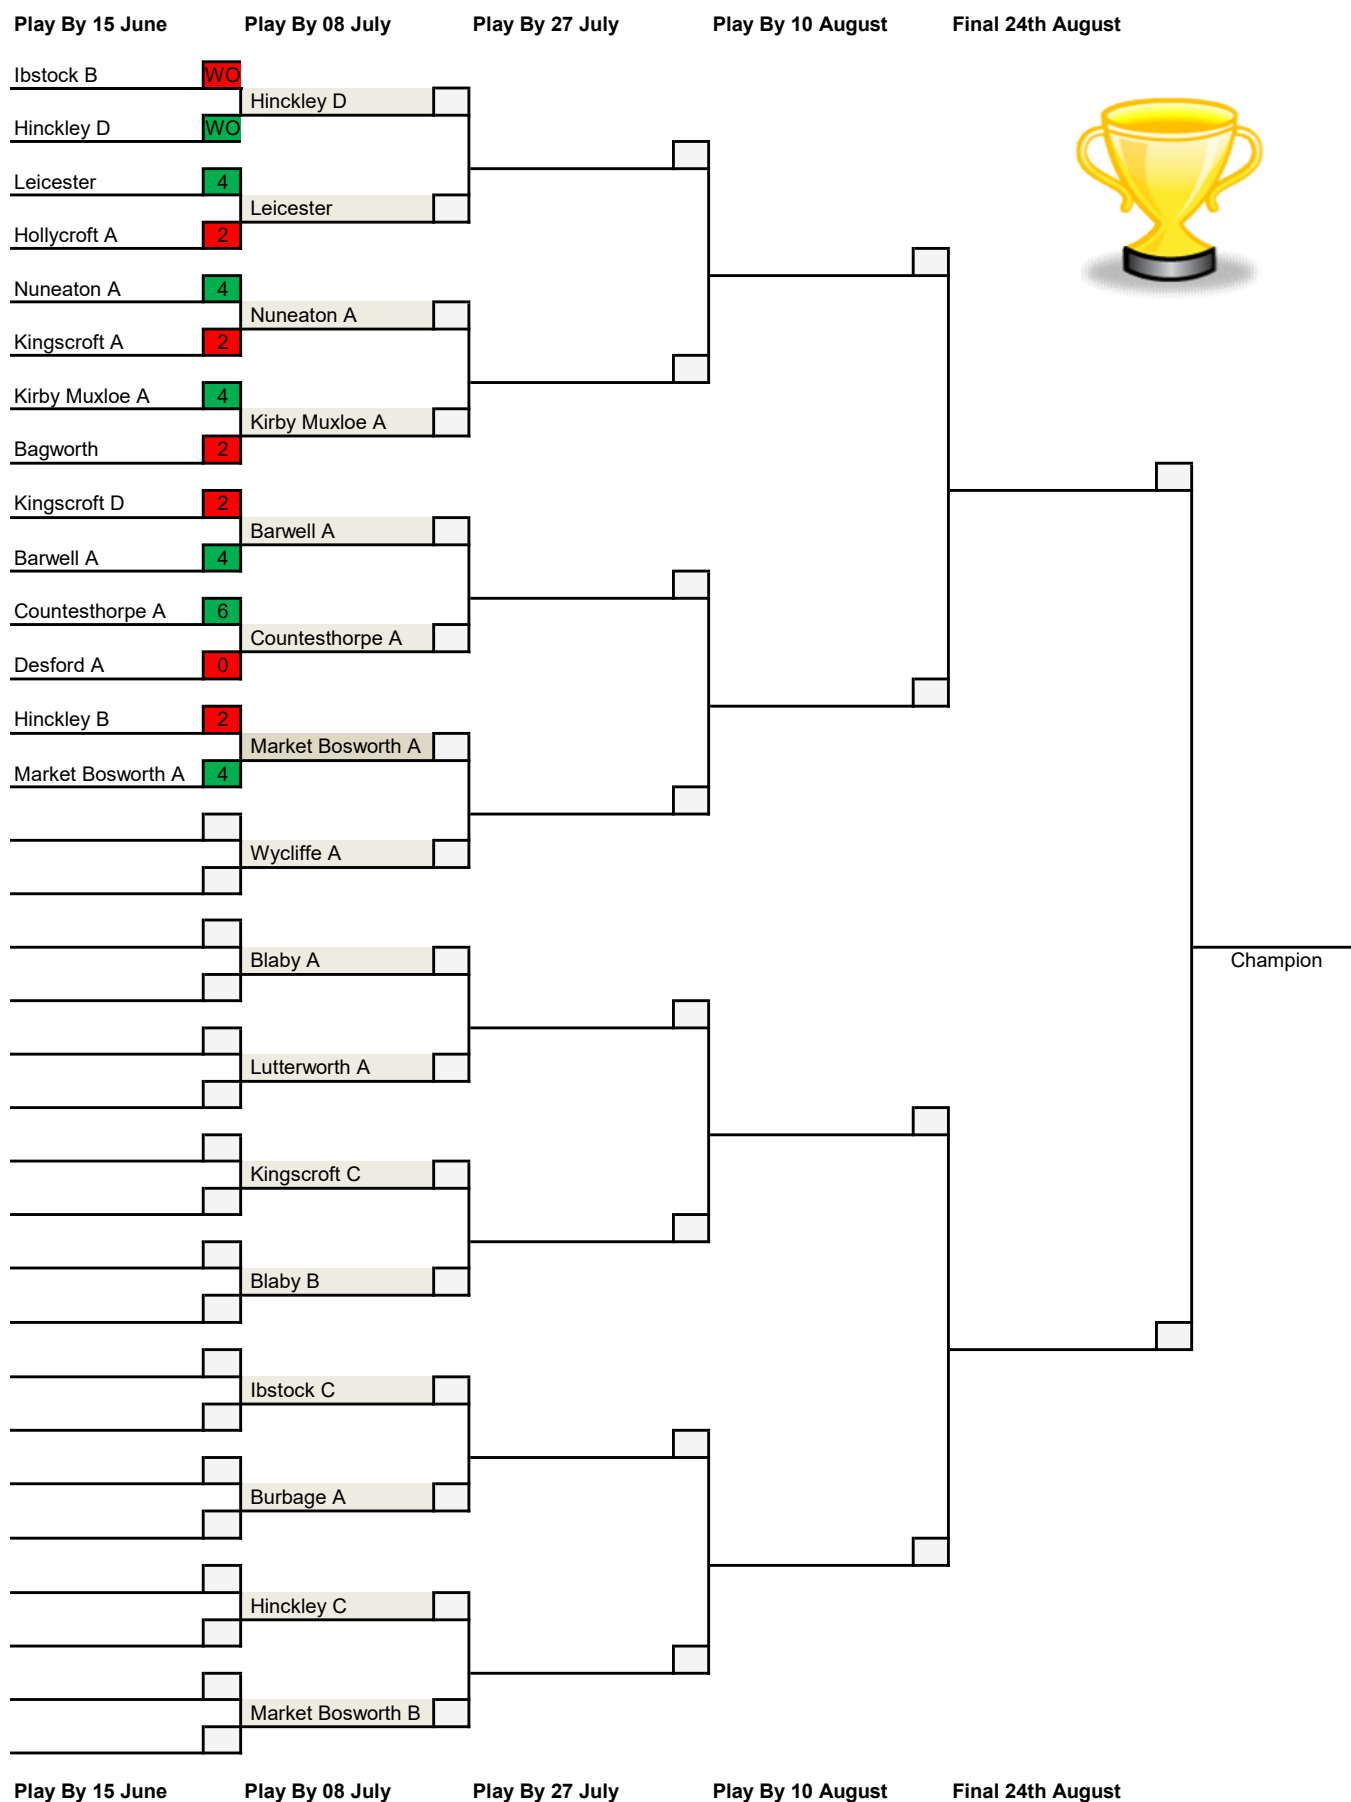 Play By 15 June Play By 08 July Play By 27 July Play By 10 August Final 24th August
Ibstock B WO
Hinckley D
Hinckley D WO
Leicester 4
Leicester
Hollycroft A 2
Nuneaton A 4
Nuneaton A
Kingscroft A 2
Kirby Muxloe A 4
Kirby Muxloe A
Bagworth 2
Kingscroft D 2
Barwell A
Barwell A 4
Countesthorpe A 6
Countesthorpe A
Desford A 0
Hinckley B 2
Market Bosworth A
Market Bosworth A 4
Wycliffe A
Blaby A
Champion
Lutterworth A
Kingscroft C
Blaby B
Ibstock C
Burbage A
Hinckley C
Market Bosworth B
Play By 15 June Play By 08 July Play By 27 July Play By 10 August Final 24th August